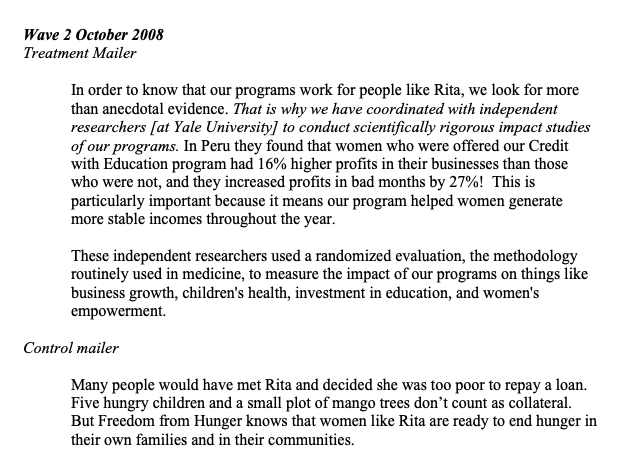 Wave 2 October 2008
Treatment Mailer
In order to know that our programs work for people like Rita, we look for more
than anecdotal evidence. That is why we have coordinated with independent
researchers [at Yale University] to conduct scientifically rigorous impact studies
of our programs. In Peru they found that women who were offered our Credit
with Education program had 16% higher profits in their businesses than those
who were not, and they increased profits in bad months by 27%!  This is
particularly important because it means our program helped women generate
more stable incomes throughout the year.
These independent researchers used a randomized evaluation, the methodology
routinely used in medicine, to measure the impact of our programs on things like
business growth, children's health, investment in education, and women's
empowerment.
Control mailer
Many people would have met Rita and decided she was too poor to repay a loan.
Five hungry children and a small plot of mango trees don’t count as collateral.
But Freedom from Hunger knows that women like Rita are ready to end hunger in
their own families and in their communities.